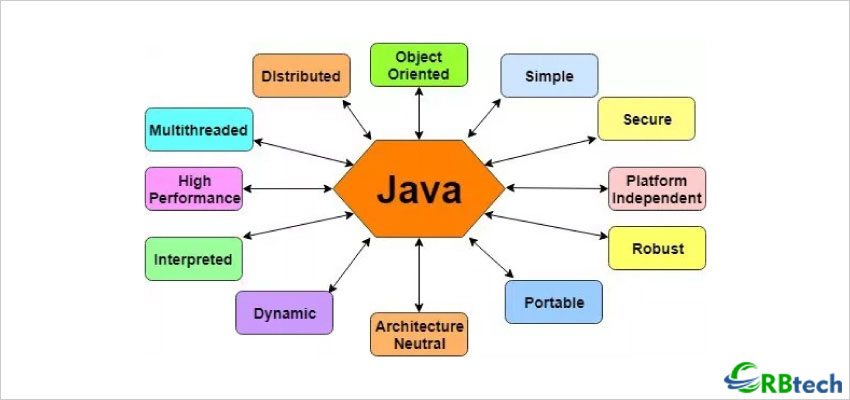 Object
Oriented
Simple
Secure
Platform
Independent
Robust
Portable
Architecture
Neutral
Dynamic
Interpreted
High
Performance
Multithreaded
DIstributed
Java
RBtech